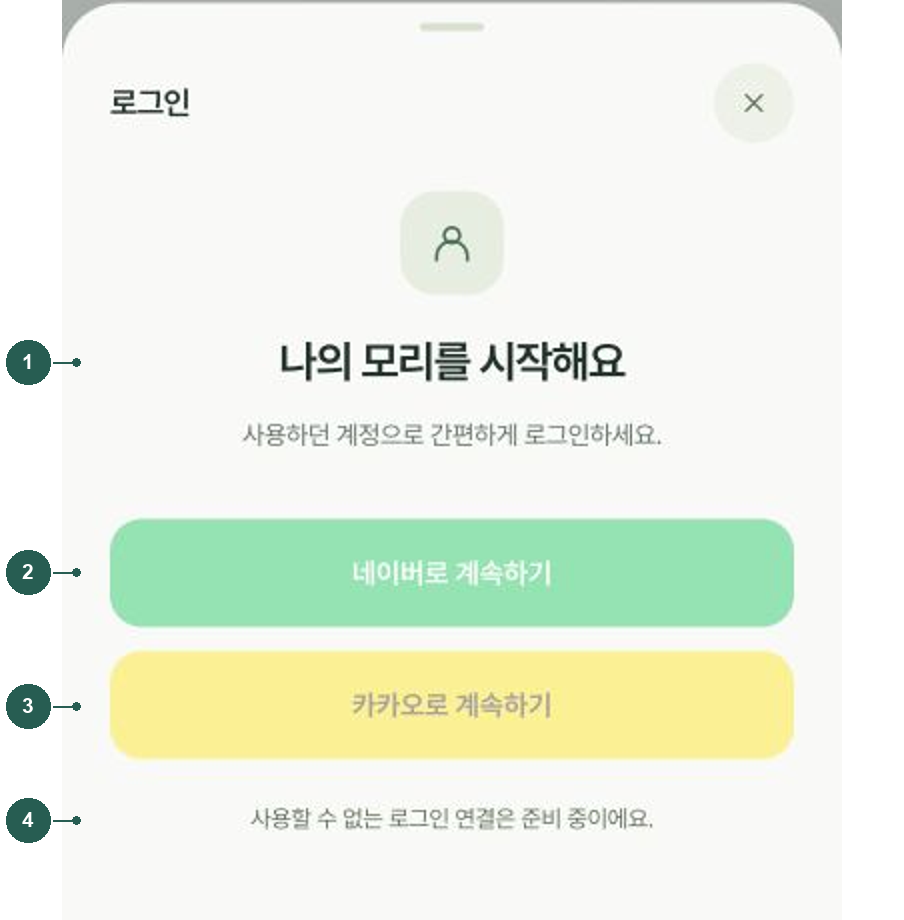 로그인
1
나의 모리를 시작해요
사용하던 계정으로 간편하게 로그인하세요.
2
네이버로 계속하기
3
카카오로 계속하기
4
사용할 수 없는 로그인 연결은 준비 중이에요.